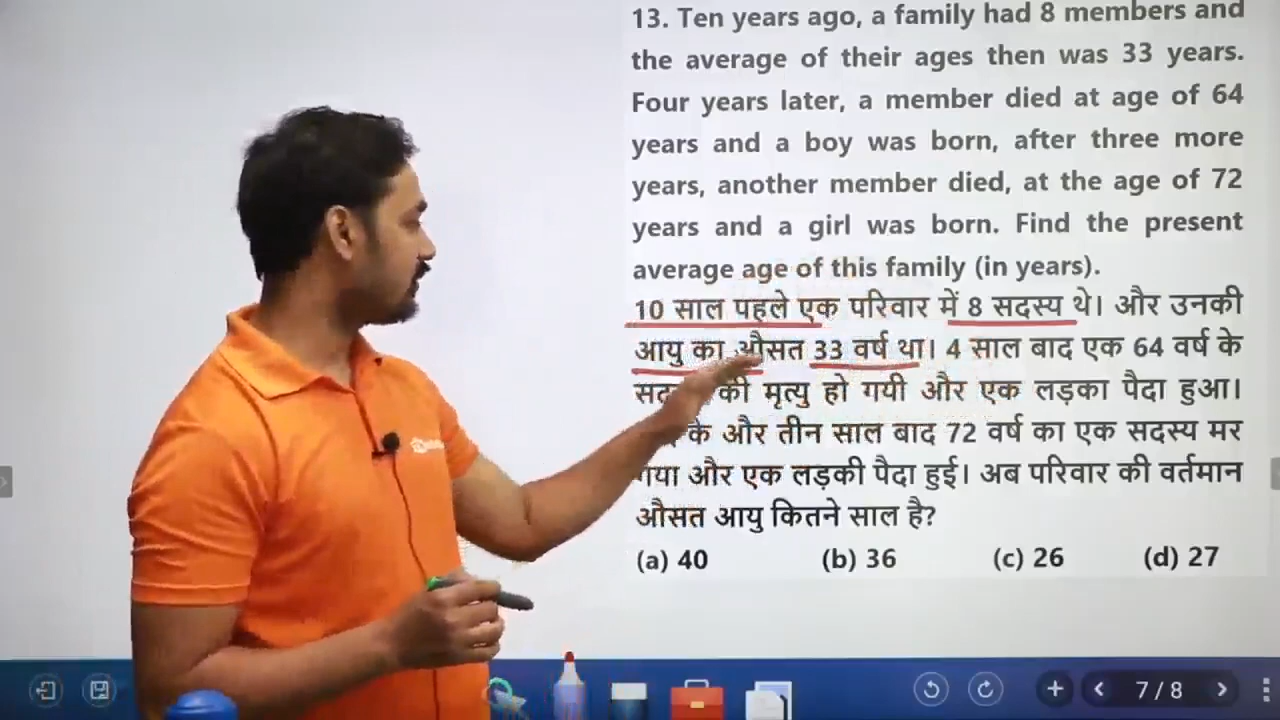 13. Ten years ago, a family had 8 members and
the average of their ages then was 33 years.
Four years later, a member died at age of 64
years and a boy was born, after three more
years, another member died, at the age of 72
years and a girl was born. Find the present
average age of this family (in years).
10 साल पहले एक परिवार में 8 सदस्य थे। और उनकी
आयु का औसत 33 वर्ष था। 4 साल बाद एक 64 वर्ष के
की मृत्यु हो गयी और एक लड़का पैदा हुआ।
के और तीन साल बाद 72 वर्ष का एक सदस्य मर
गया और एक लड़की पैदा हुई। अब परिवार की वर्तमान
औसत आयु कितने साल है?
(a) 40 (b) 36 (c) 26 (d) 27
7 / 8